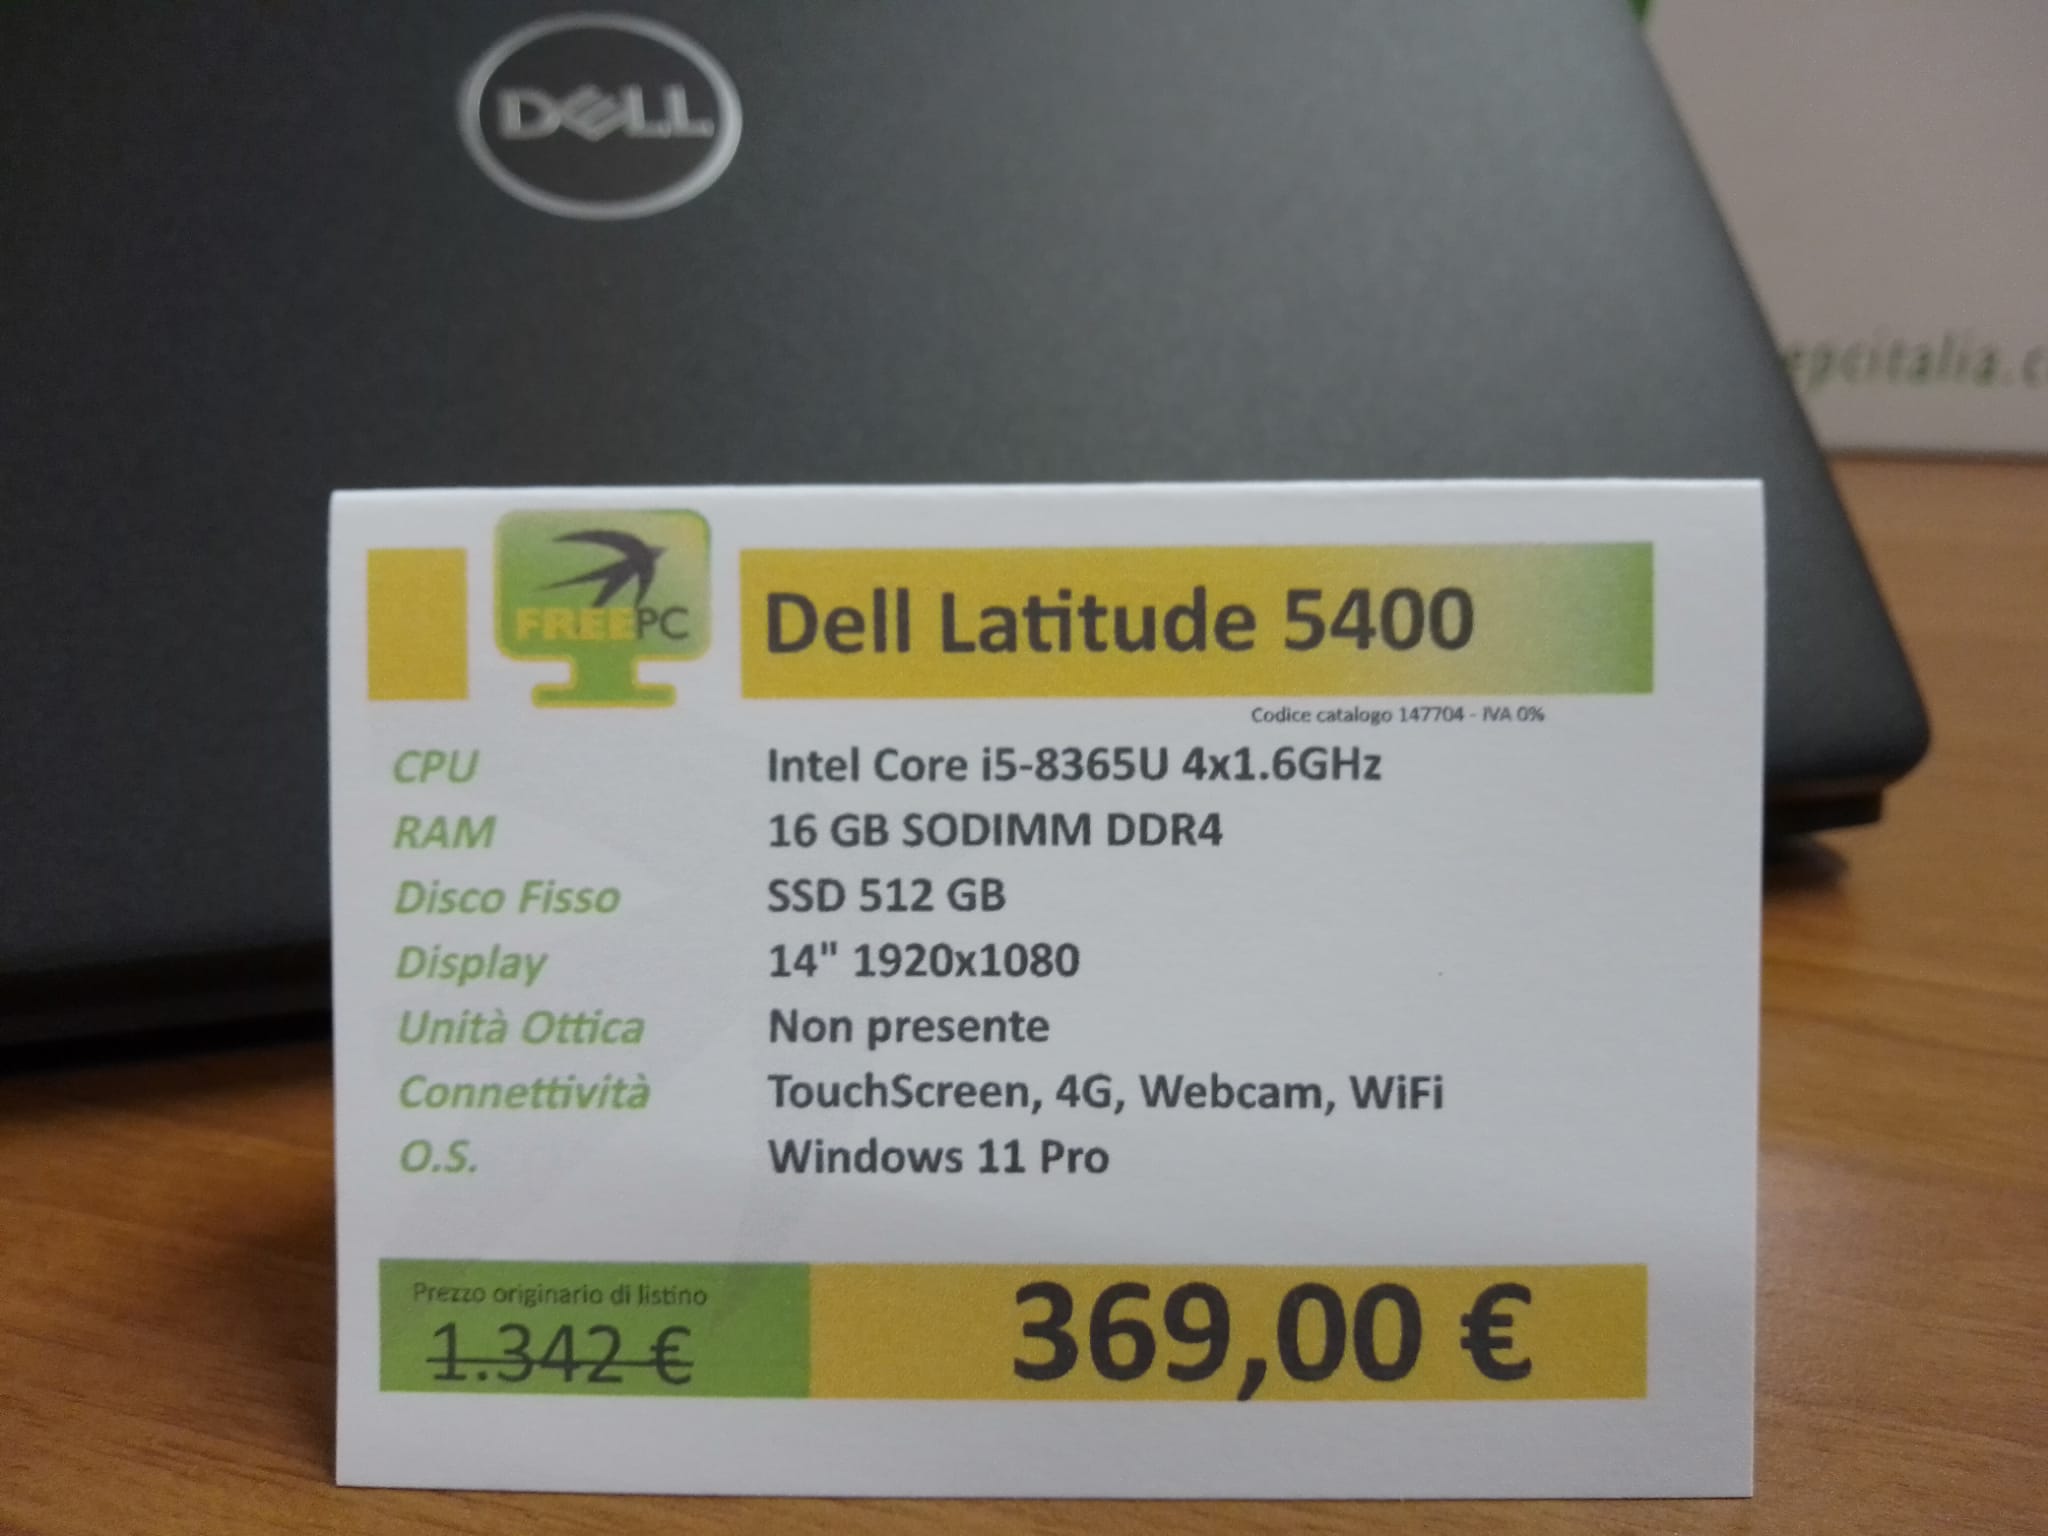 DELL
epcitalia.c
FREEPC
Dell Latitude 5400
Codice catalogo 147704 - IVA 0%
CPU Intel Core i5-8365U 4x1.6GHz
RAM 16 GB SODIMM DDR4
Disco Fisso SSD 512 GB
Display 14" 1920x1080
Unità Ottica Non presente
Connettività TouchScreen, 4G, Webcam, WiFi
O.S. Windows 11 Pro
Prezzo originario di listino
1.342 €
369,00 €